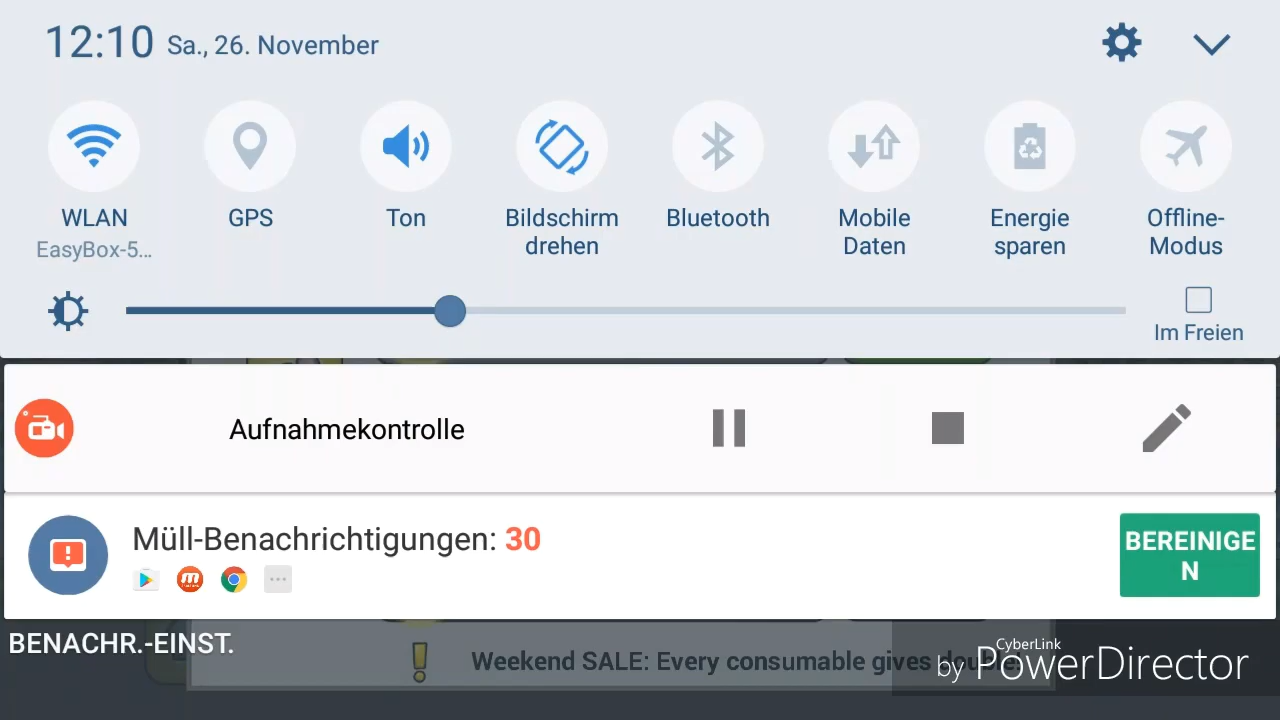 12:10 Sa., 26. November
WLAN
EasyBox-5...
GPS
Ton
Bildschirm
drehen
Bluetooth
Mobile
Daten
Energie
sparen
Offline-
Modus
Im Freien
Aufnahmekontrolle
Müll-Benachrichtigungen: 30
BEREINIGE
N
BENACHR.-EINST.
Weekend SALE: Every consumable gives double!
CyberLink
by PowerDirector